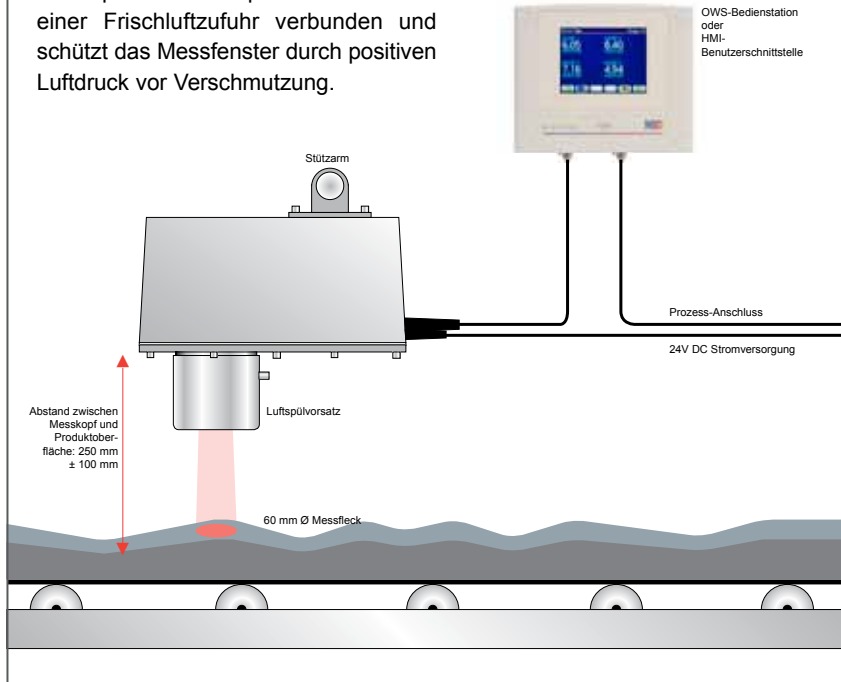 einer Frischluftzufuhr verbunden und
schützt das Messfenster durch positiven
Luftdruck vor Verschmutzung.
OWS-Bedienstation
oder
HMI-
Benutzerschnittstelle
6.05 8.40
7.16 4.94
Stützarm
Prozess-Anschluss
24V DC Stromversorgung
Abstand zwischen
Messkopf und
Produktober-
fläche: 250 mm
± 100 mm
Luftspülvorsatz
60 mm Ø Messfleck